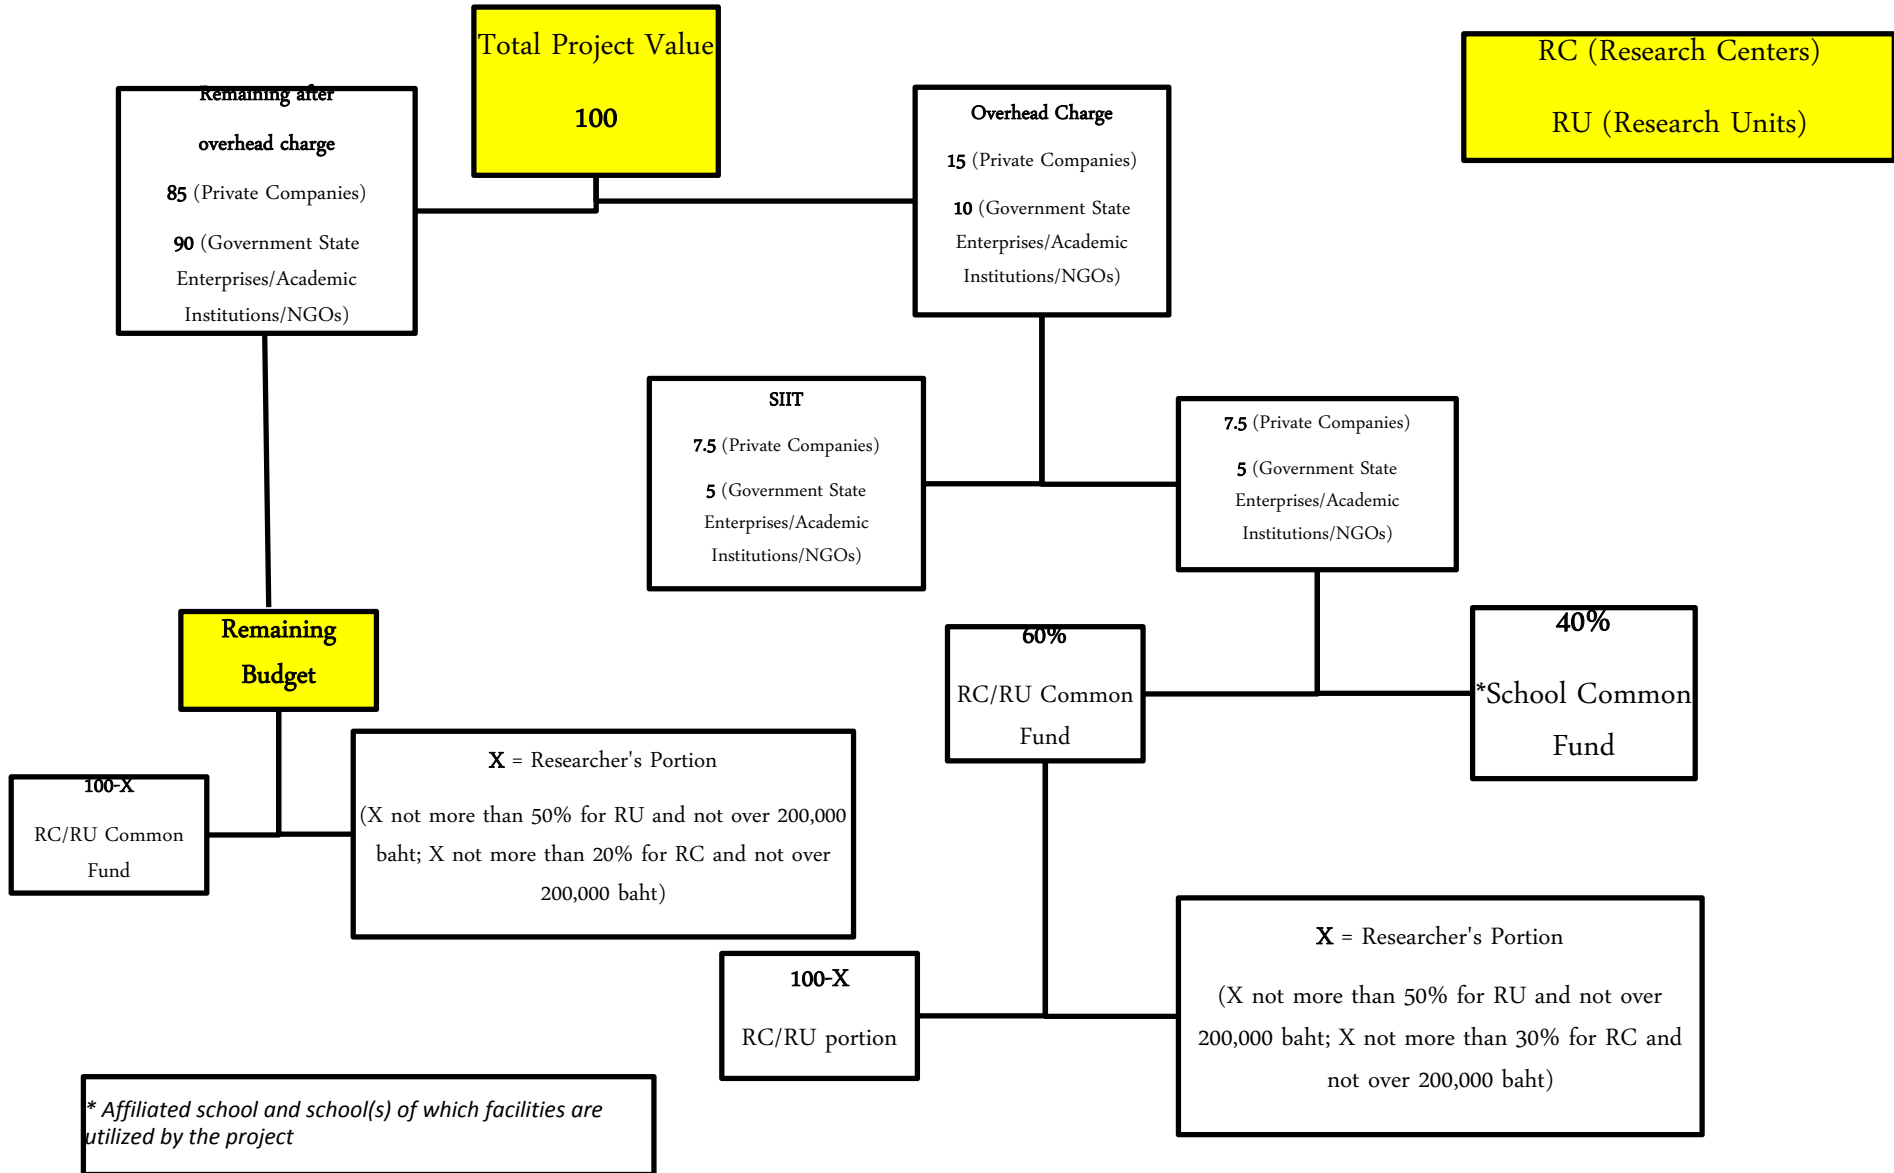 Total Project Value
100
RC (Research Centers)
RU (Research Units)
Remaining after
overhead charge
85 (Private Companies)
90 (Government State
Enterprises/Academic
Institutions/NGOs)
Overhead Charge
15 (Private Companies)
10 (Government State
Enterprises/Academic
Institutions/NGOs)
SIIT
7.5 (Private Companies)
5 (Government State
Enterprises/Academic
Institutions/NGOs)
7.5 (Private Companies)
5 (Government State
Enterprises/Academic
Institutions/NGOs)
Remaining
Budget
60%
RC/RU Common
Fund
40%
*School Common
Fund
100-X
RC/RU Common
Fund
X = Researcher's Portion
(X not more than 50% for RU and not over 200,000
baht; X not more than 20% for RC and not over
200,000 baht)
100-X
RC/RU portion
X = Researcher's Portion
(X not more than 50% for RU and not over
200,000 baht; X not more than 30% for RC and
not over 200,000 baht)
* Affiliated school and school(s) of which facilities are
utilized by the project